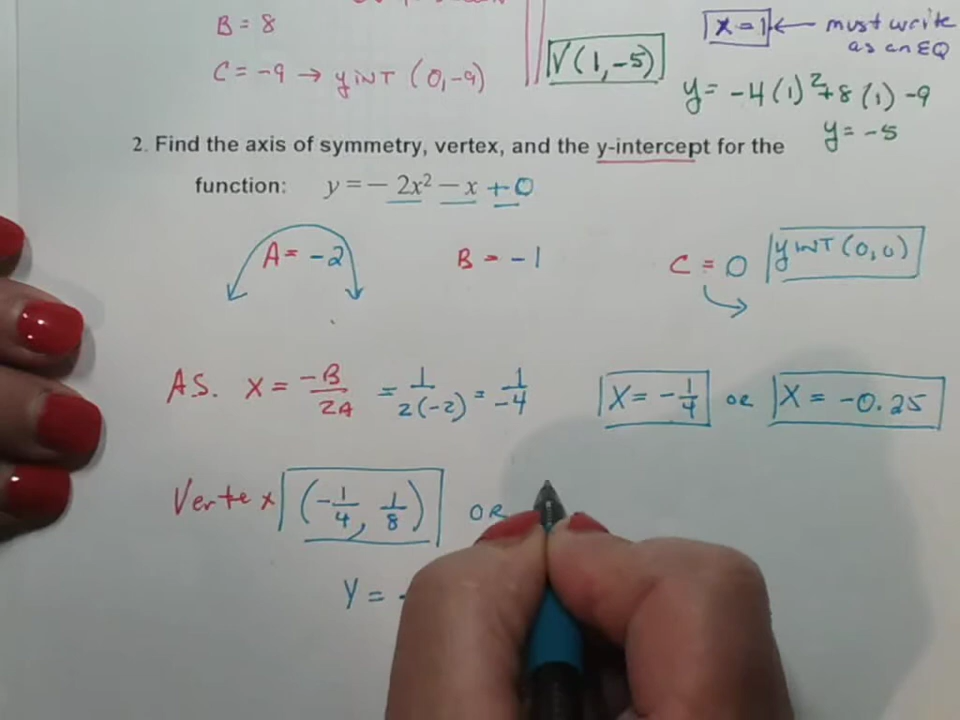 B = 8
C = -9 → y INT (0,-9)
V(1,-5)
X = 1 ← must write
as an EQ
y = -4(1)²+8(1)-9
y = -5
2. Find the axis of symmetry, vertex, and the y-intercept for the
function: y = - 2x² - x + 0
A = -2 B = -1 C = 0 y INT (0,0)
AS. X = -B/2A = 1/2(-2) = 1/-4 X = -1/4 OR X = -0.25
Vertex (-1/4, 1/8) OR
Y = -